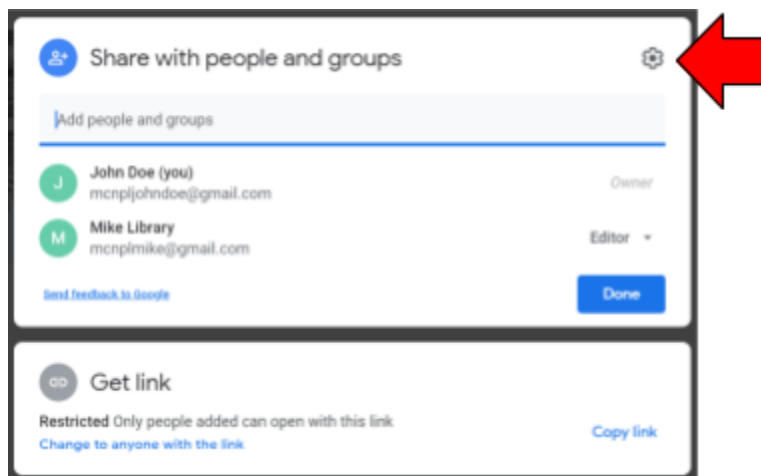 Share with people and groups
Add people and groups
J
John Doe (you)
Owner
mcnpljohndoe@gmail.com
M
Mike Library
Editor
mcnplmike@gmail.com
Send feedback to Google
Done
Get link
Restricted Only people added can open with this link
Change to anyone with the link
Copy link